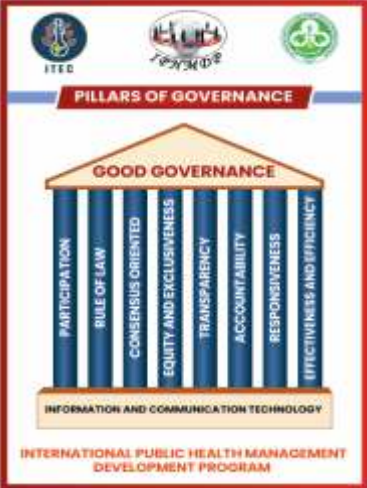 ITEC
IPHMDP
PILLARS OF GOVERNANCE
GOOD GOVERNANCE
PARTICIPATION
RULE OF LAW
CONSENSUS ORIENTED
EQUITY AND EXCLUSIVENESS
TRANSPARENCY
ACCOUNTABILITY
RESPONSIVENESS
EFFECTIVENESS AND EFFICIENCY
INFORMATION AND COMMUNICATION TECHNOLOGY
INTERNATIONAL PUBLIC HEALTH MANAGEMENT
DEVELOPMENT PROGRAM